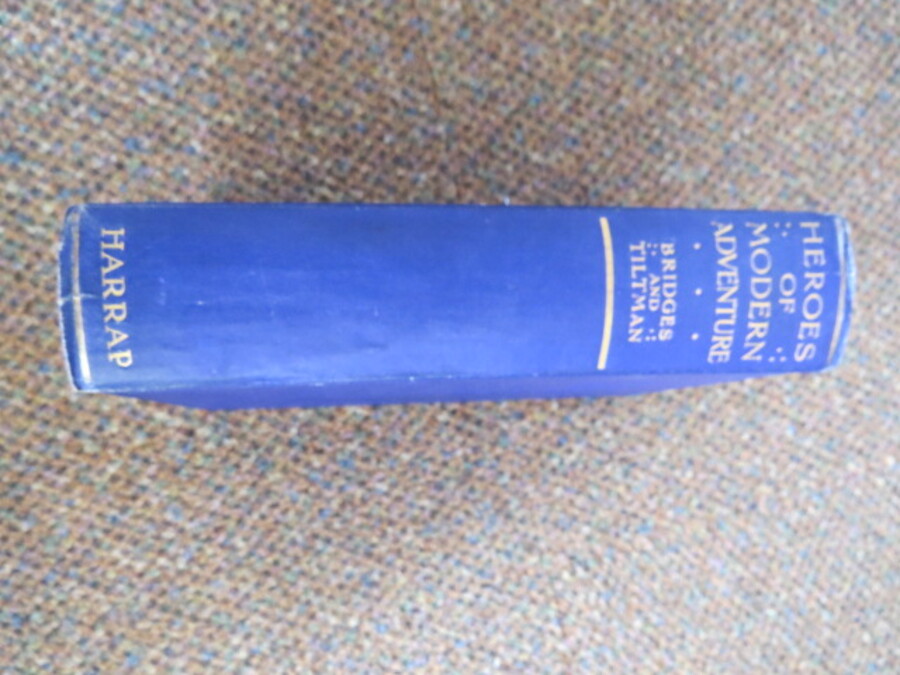 HEROES
OF
MODERN
ADVENTURE
BRIDGES
AND
TILTMAN
HARRAP